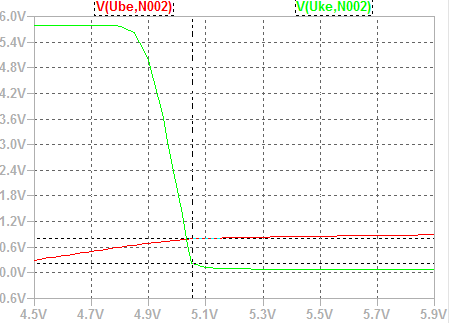 V(Ube,N002) V(Uke,N002)
6.0V
5.4V
4.8V
4.2V
3.6V
3.0V
2.4V
1.8V
1.2V
0.6V
0.0V
0.6V
4.5V 4.7V 4.9V 5.1V 5.3V 5.5V 5.7V 5.9V